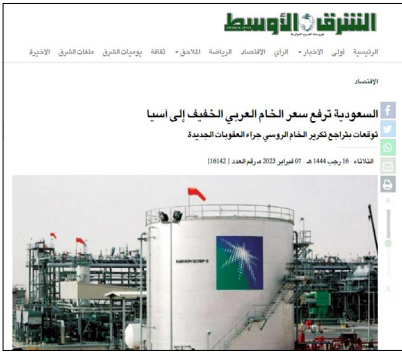 الشرق الأوسط
الرئيسية أولى الأخبار الرأي الاقتصاد الرياضة الملاحق ثقافة يوميات الشرق ملفات الشرق الأخيرة
الاقتصاد
السعودية ترفع سعر الخام العربي الخفيف إلى آسيا
توقعات بتراجع تكرير الخام الروسي جراء العقوبات الجديدة
الثلاثاء - 16 رجب 1444 هـ - 07 فبراير 2023 مـ رقم العدد [16142]
A
A